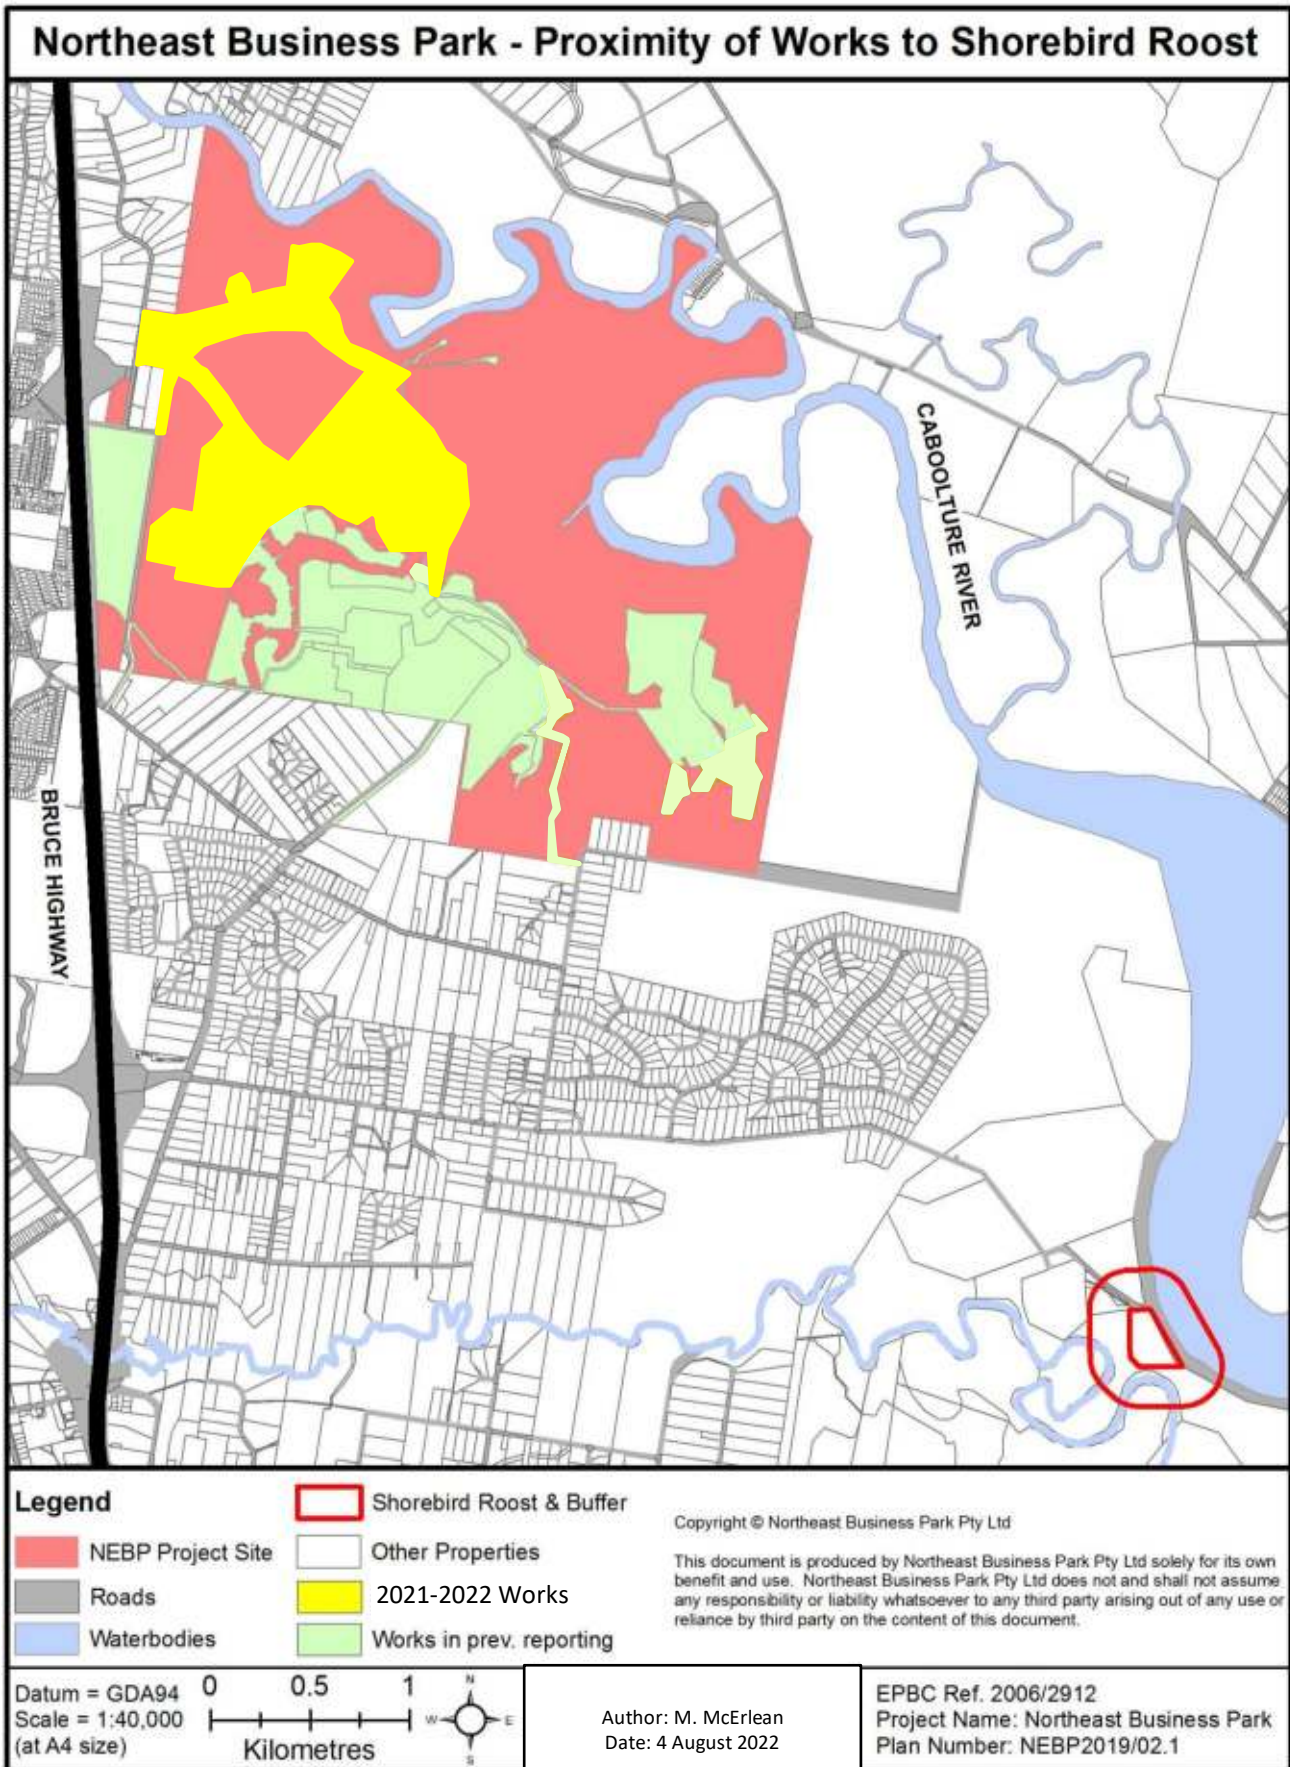 Northeast Business Park - Proximity of Works to Shorebird Roost
CABOOLTURE RIVER
BRUCE HIGHWAY
Legend
NEBP Project Site
Roads
Waterbodies
Shorebird Roost & Buffer
Other Properties
2021-2022 Works
Works in prev. reporting
Copyright © Northeast Business Park Pty Ltd
This document is produced by Northeast Business Park Pty Ltd solely for its own
benefit and use. Northeast Business Park Pty Ltd does not and shall not assume
any responsibility or liability whatsoever to any third party arising out of any use or
reliance by third party on the content of this document.
Datum = GDA94
Scale = 1:40,000
(at A4 size)
0 0.5 1
Kilometres
N
W E
S
Author: M. McErlean
Date: 4 August 2022
EPBC Ref. 2006/2912
Project Name: Northeast Business Park
Plan Number: NEBP2019/02.1